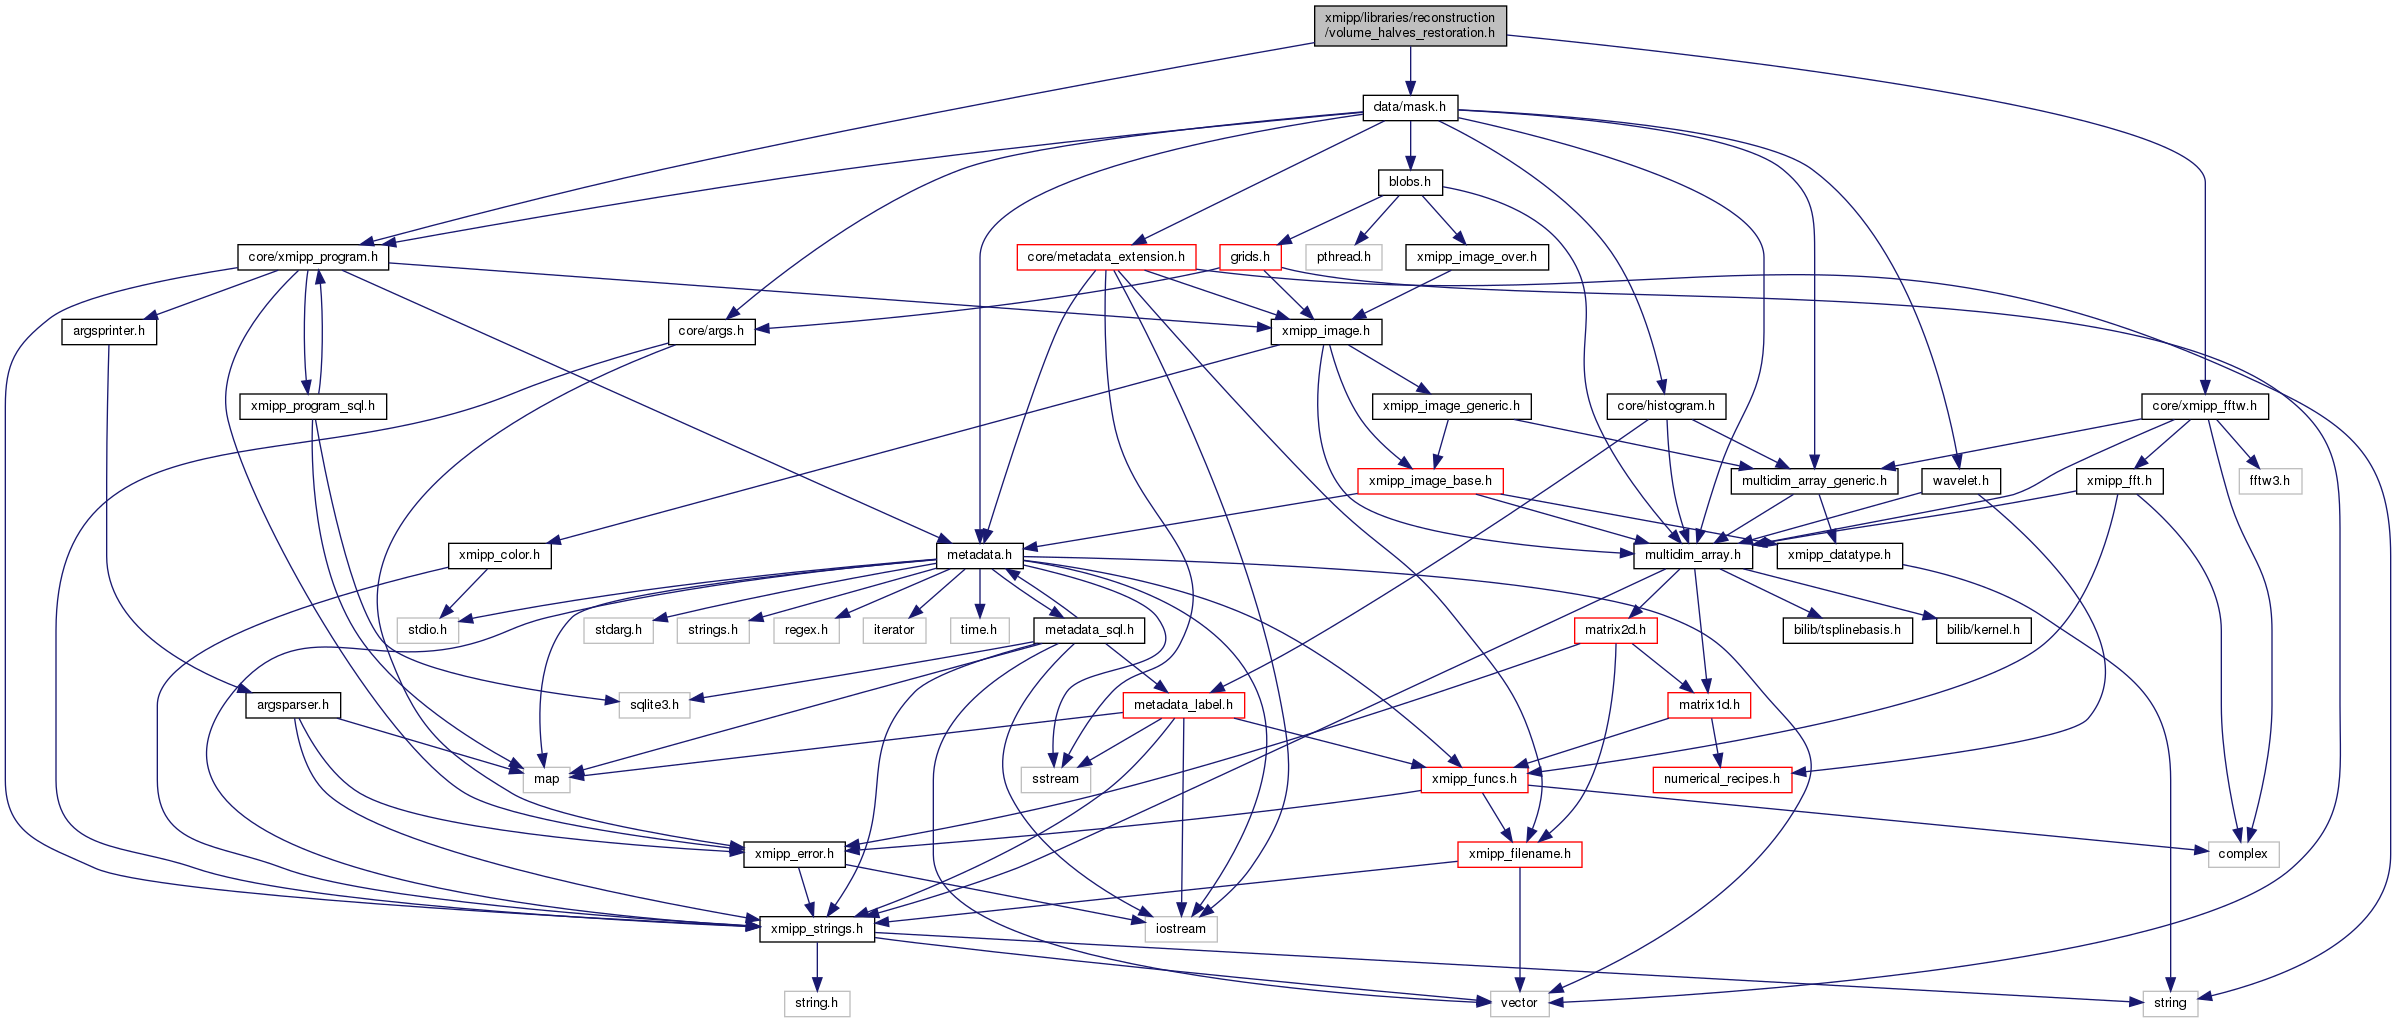 xmipp/libraries/reconstruction
/volume_halves_restoration.h
data/mask.h
blobs.h
core/xmipp_program.h
core/metadata_extension.h
grids.h
pthread.h
xmipp_image_over.h
argsprinter.h
core/args.h
xmipp_image.h
xmipp_program_sql.h
xmipp_image_generic.h
core/histogram.h
core/xmipp_fftw.h
xmipp_image_base.h
multidim_array_generic.h
wavelet.h
xmipp_fft.h
fftw3.h
xmipp_color.h
metadata.h
multidim_array.h
xmipp_datatype.h
stdio.h
stdarg.h
strings.h
regex.h
iterator
time.h
metadata_sql.h
matrix2d.h
bilib/tsplinebasis.h
bilib/kernel.h
argsparser.h
sqlite3.h
metadata_label.h
matrix1d.h
map
sstream
xmipp_funcs.h
numerical_recipes.h
xmipp_error.h
xmipp_filename.h
complex
xmipp_strings.h
iostream
string.h
vector
string